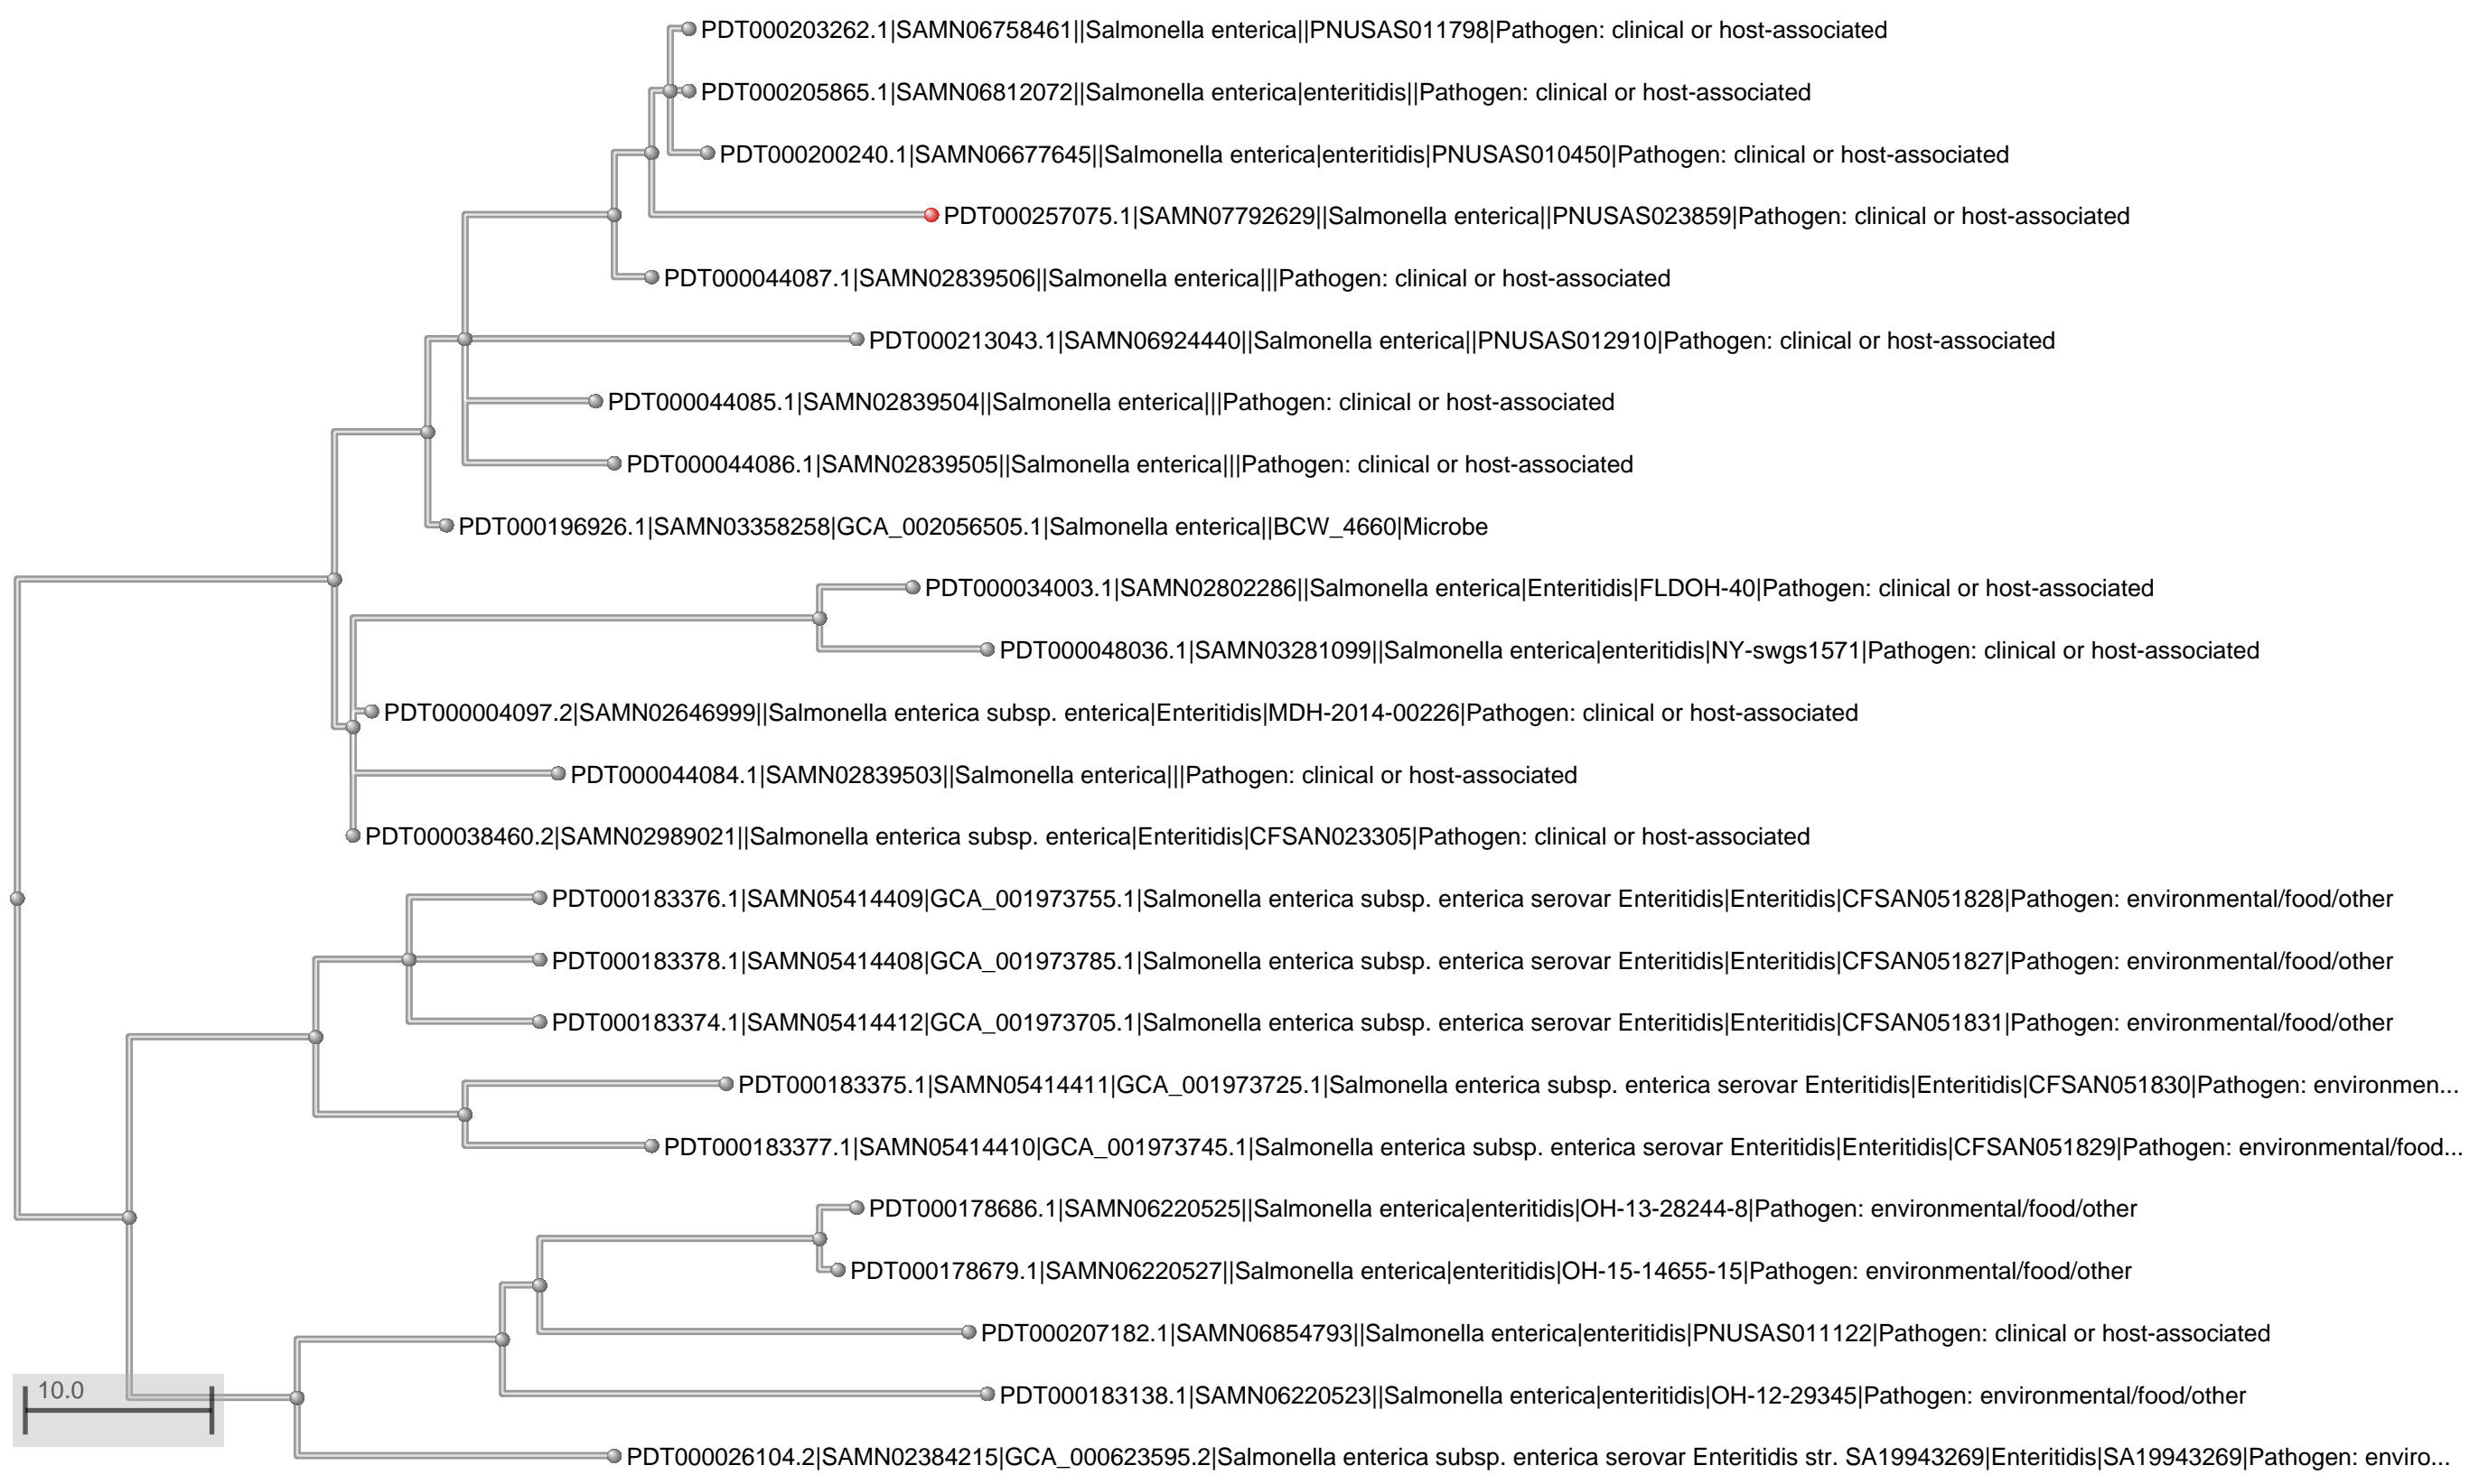 PDT000203262.1|SAMN06758461||Salmonella enterica||PNUSAS011798|Pathogen: clinical or host-associated
PDT000205865.1|SAMN06812072||Salmonella enterica|enteritidis||Pathogen: clinical or host-associated
PDT000200240.1|SAMN06677645||Salmonella enterica|enteritidis|PNUSAS010450|Pathogen: clinical or host-associated
PDT000257075.1|SAMN07792629||Salmonella enterica||PNUSAS023859|Pathogen: clinical or host-associated
PDT000044087.1|SAMN02839506||Salmonella enterica|||Pathogen: clinical or host-associated
PDT000213043.1|SAMN06924440||Salmonella enterica||PNUSAS012910|Pathogen: clinical or host-associated
PDT000044085.1|SAMN02839504||Salmonella enterica|||Pathogen: clinical or host-associated
PDT000044086.1|SAMN02839505||Salmonella enterica|||Pathogen: clinical or host-associated
PDT000196926.1|SAMN03358258|GCA_002056505.1|Salmonella enterica||BCW_4660|Microbe
PDT000034003.1|SAMN02802286||Salmonella enterica|Enteritidis|FLDOH-40|Pathogen: clinical or host-associated
PDT000048036.1|SAMN03281099||Salmonella enterica|enteritidis|NY-swgs1571|Pathogen: clinical or host-associated
PDT000004097.2|SAMN02646999||Salmonella enterica subsp. enterica|Enteritidis|MDH-2014-00226|Pathogen: clinical or host-associated
PDT000044084.1|SAMN02839503||Salmonella enterica|||Pathogen: clinical or host-associated
PDT000038460.2|SAMN02989021||Salmonella enterica subsp. enterica|Enteritidis|CFSAN023305|Pathogen: clinical or host-associated
PDT000183376.1|SAMN05414409|GCA_001973755.1|Salmonella enterica subsp. enterica serovar Enteritidis|Enteritidis|CFSAN051828|Pathogen: environmental/food/other
PDT000183378.1|SAMN05414408|GCA_001973785.1|Salmonella enterica subsp. enterica serovar Enteritidis|Enteritidis|CFSAN051827|Pathogen: environmental/food/other
PDT000183374.1|SAMN05414412|GCA_001973705.1|Salmonella enterica subsp. enterica serovar Enteritidis|Enteritidis|CFSAN051831|Pathogen: environmental/food/other
PDT000183375.1|SAMN05414411|GCA_001973725.1|Salmonella enterica subsp. enterica serovar Enteritidis|Enteritidis|CFSAN051830|Pathogen: environmen...
PDT000183377.1|SAMN05414410|GCA_001973745.1|Salmonella enterica subsp. enterica serovar Enteritidis|Enteritidis|CFSAN051829|Pathogen: environmental/food...
PDT000178686.1|SAMN06220525||Salmonella enterica|enteritidis|OH-13-28244-8|Pathogen: environmental/food/other
PDT000178679.1|SAMN06220527||Salmonella enterica|enteritidis|OH-15-14655-15|Pathogen: environmental/food/other
PDT000207182.1|SAMN06854793||Salmonella enterica|enteritidis|PNUSAS011122|Pathogen: clinical or host-associated
10.0
PDT000183138.1|SAMN06220523||Salmonella enterica|enteritidis|OH-12-29345|Pathogen: environmental/food/other
PDT000026104.2|SAMN02384215|GCA_000623595.2|Salmonella enterica subsp. enterica serovar Enteritidis str. SA19943269|Enteritidis|SA19943269|Pathogen: enviro...